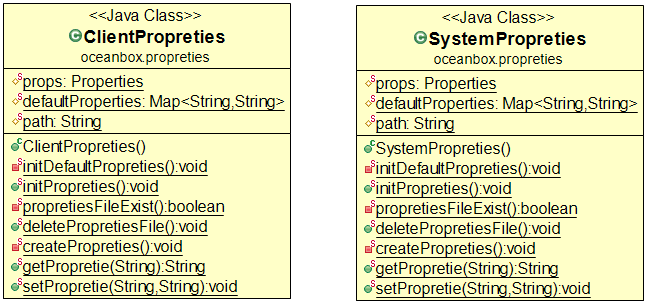 <<Java Class>>
ClientPropreties
oceanbox.propreties
props: Properties
defaultProperties: Map<String,String>
path: String
ClientPropreties()
initDefaultPropreties():void
initPropreties():void
propretiesFileExist():boolean
deletePropretiesFile():void
createPropreties():void
getPropretie(String):String
setPropretie(String,String):void
<<Java Class>>
SystemPropreties
oceanbox.propreties
props: Properties
defaultProperties: Map<String,String>
path: String
SystemPropreties()
initDefaultPropreties():void
initPropreties():void
propretiesFileExist():boolean
deletePropretiesFile():void
createPropreties():void
getPropretie(String):String
setPropretie(String,String):void